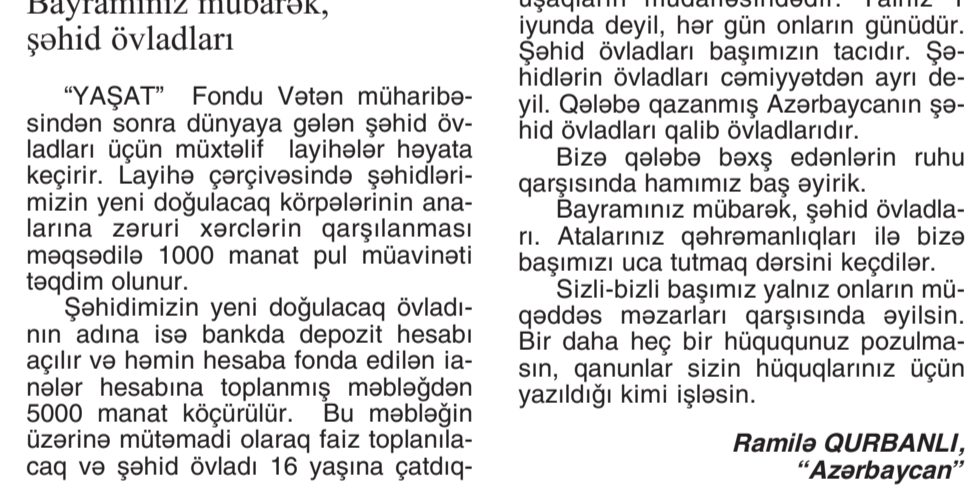 Bayramınız mübarək,
şəhid övladları
“YAŞAT” Fondu Vətən müharibə-
sindən sonra dünyaya gələn şəhid öv-
ladları üçün müxtəlif layihələr həyata
keçirir. Layihə çərçivəsində şəhidləri-
mizin yeni doğulacaq körpələrinin ana-
larına zəruri xərclərin qarşılanması
məqsədilə 1000 manat pul müavinəti
təqdim olunur.
Şəhidimizin yeni doğulacaq övladı-
nın adına isə bankda depozit hesabı
açılır və həmin hesaba fonda edilən ia-
nələr hesabına toplanmış məbləğdən
5000 manat köçürülür. Bu məbləğin
üzərinə mütəmadi olaraq faiz toplanıla-
caq və şəhid övladı 16 yaşına çatdıq-
uşaqların müdafiəsindədir. Yalnız 1
iyunda deyil, hər gün onların günüdür.
Şəhid övladları başımızın tacıdır. Şə-
hidlərin övladları cəmiyyətdən ayrı de-
yil. Qələbə qazanmış Azərbaycanın şə-
hid övladları qalib övladlarıdır.
Bizə qələbə bəxş edənlərin ruhu
qarşısında hamımız baş əyirik.
Bayramınız mübarək, şəhid övladla-
rı. Atalarınız qəhrəmanlıqları ilə bizə
başımızı uca tutmaq dərsini keçdilər.
Sizli-bizli başımız yalnız onların mü-
qəddəs məzarları qarşısında əyilsin.
Bir daha heç bir hüququnuz pozulma-
sın, qanunlar sizin hüquqlarınız üçün
yazıldığı kimi işləsin.
Ramilə QURBANLI,
“Azərbaycan”